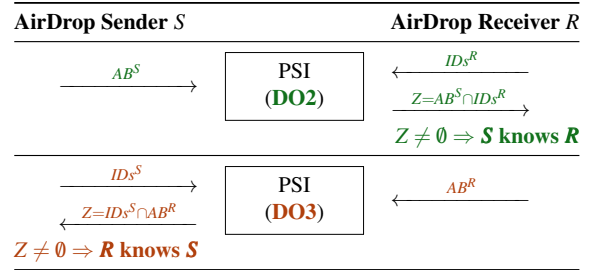 AirDrop Sender S AirDrop Receiver R
AB^S PSI IDs^R
(DO2) Z=AB^S∩IDs^R
Z ≠ ∅ ⇒ S knows R
IDs^S PSI AB^R
Z=IDs^S∩AB^R (DO3)
Z ≠ ∅ ⇒ R knows S